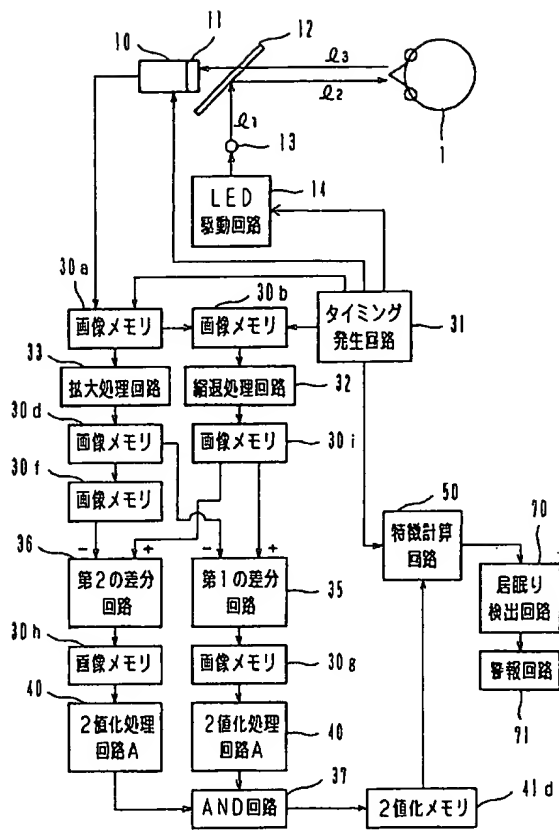 10
11
12
ℓ3
ℓ2
ℓ1
1
13
14
LED
駆動回路
30a
30b
画像メモリ
画像メモリ
タイミング
発生回路
31
33
拡大処理回路
縮退処理回路
32
30d
画像メモリ
画像メモリ
30i
30f
画像メモリ
50
特徴計算
回路
70
36
- +
- +
第2の差分
回路
第1の差分
回路
35
居眠り
検出回路
30h
画像メモリ
画像メモリ
30g
警報回路
71
40
2値化処理
回路A
2値化処理
回路A
40
37
AND回路
2値化メモリ
41d